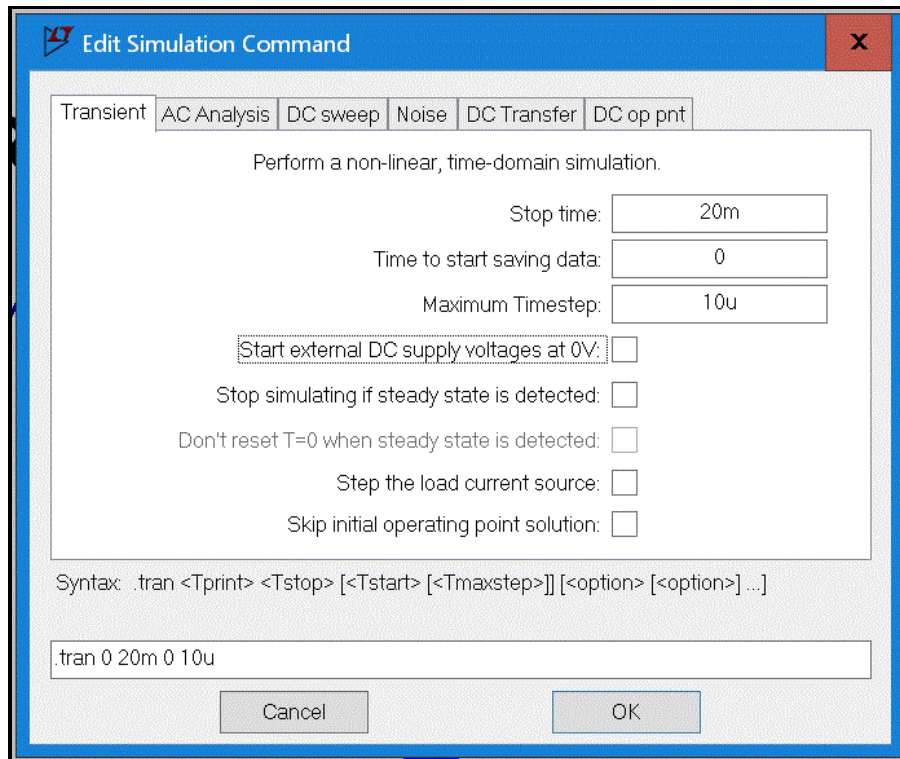 Edit Simulation Command
X
Transient AC Analysis DC sweep Noise DC Transfer DC op pnt
Perform a non-linear, time-domain simulation.
Stop time: 20m
Time to start saving data: 0
Maximum Timestep: 10u
Start external DC supply voltages at 0V:
Stop simulating if steady state is detected:
Don't reset T=0 when steady state is detected:
Step the load current source:
Skip initial operating point solution:
Syntax: .tran <Tprint> <Tstop> [<Tstart> [<Tmaxstep>]] [<option> [<option>] ...]
.tran 0 20m 0 10u
Cancel OK